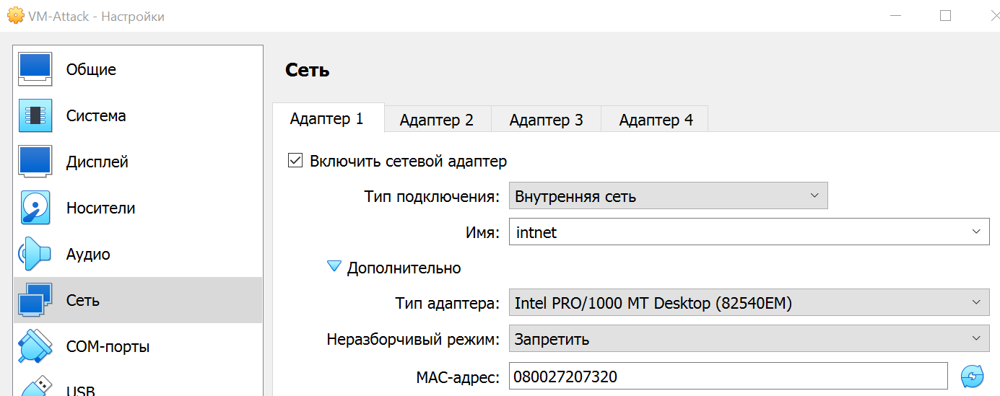 VM-Attack - Настройки
Общие
Система
Дисплей
Носители
Аудио
Сеть
COM-порты
USB
Сеть
Адаптер 1 Адаптер 2 Адаптер 3 Адаптер 4
Включить сетевой адаптер
Тип подключения: Внутренняя сеть
Имя: intnet
Дополнительно
Тип адаптера: Intel PRO/1000 MT Desktop (82540EM)
Неразборчивый режим: Запретить
MAC-адрес: 080027207320